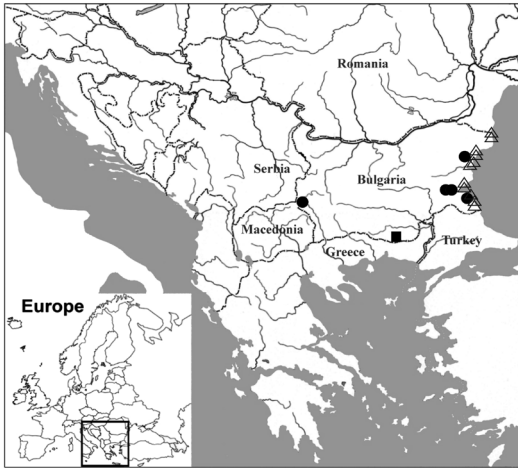 Romania
Serbia
Bulgaria
Macedonia
Greece
Turkey
Europe